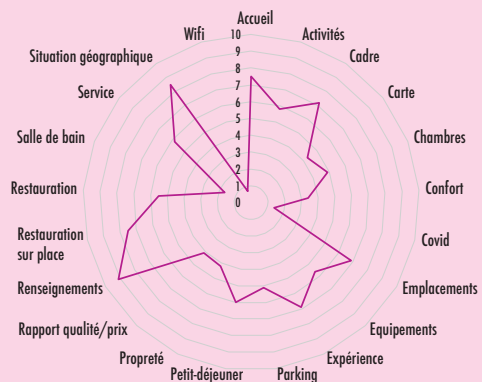 Accueil
Activités
Cadre
Carte
Chambres
Confort
Covid
Emplacements
Equipements
Expérience
Parking
Petit-déjeuner
Propreté
Rapport qualité/prix
Renseignements
Restauration
sur place
Restauration
Salle de bain
Service
Situation géographique
Wifi
10
9
8
7
6
5
4
3
2
1
0